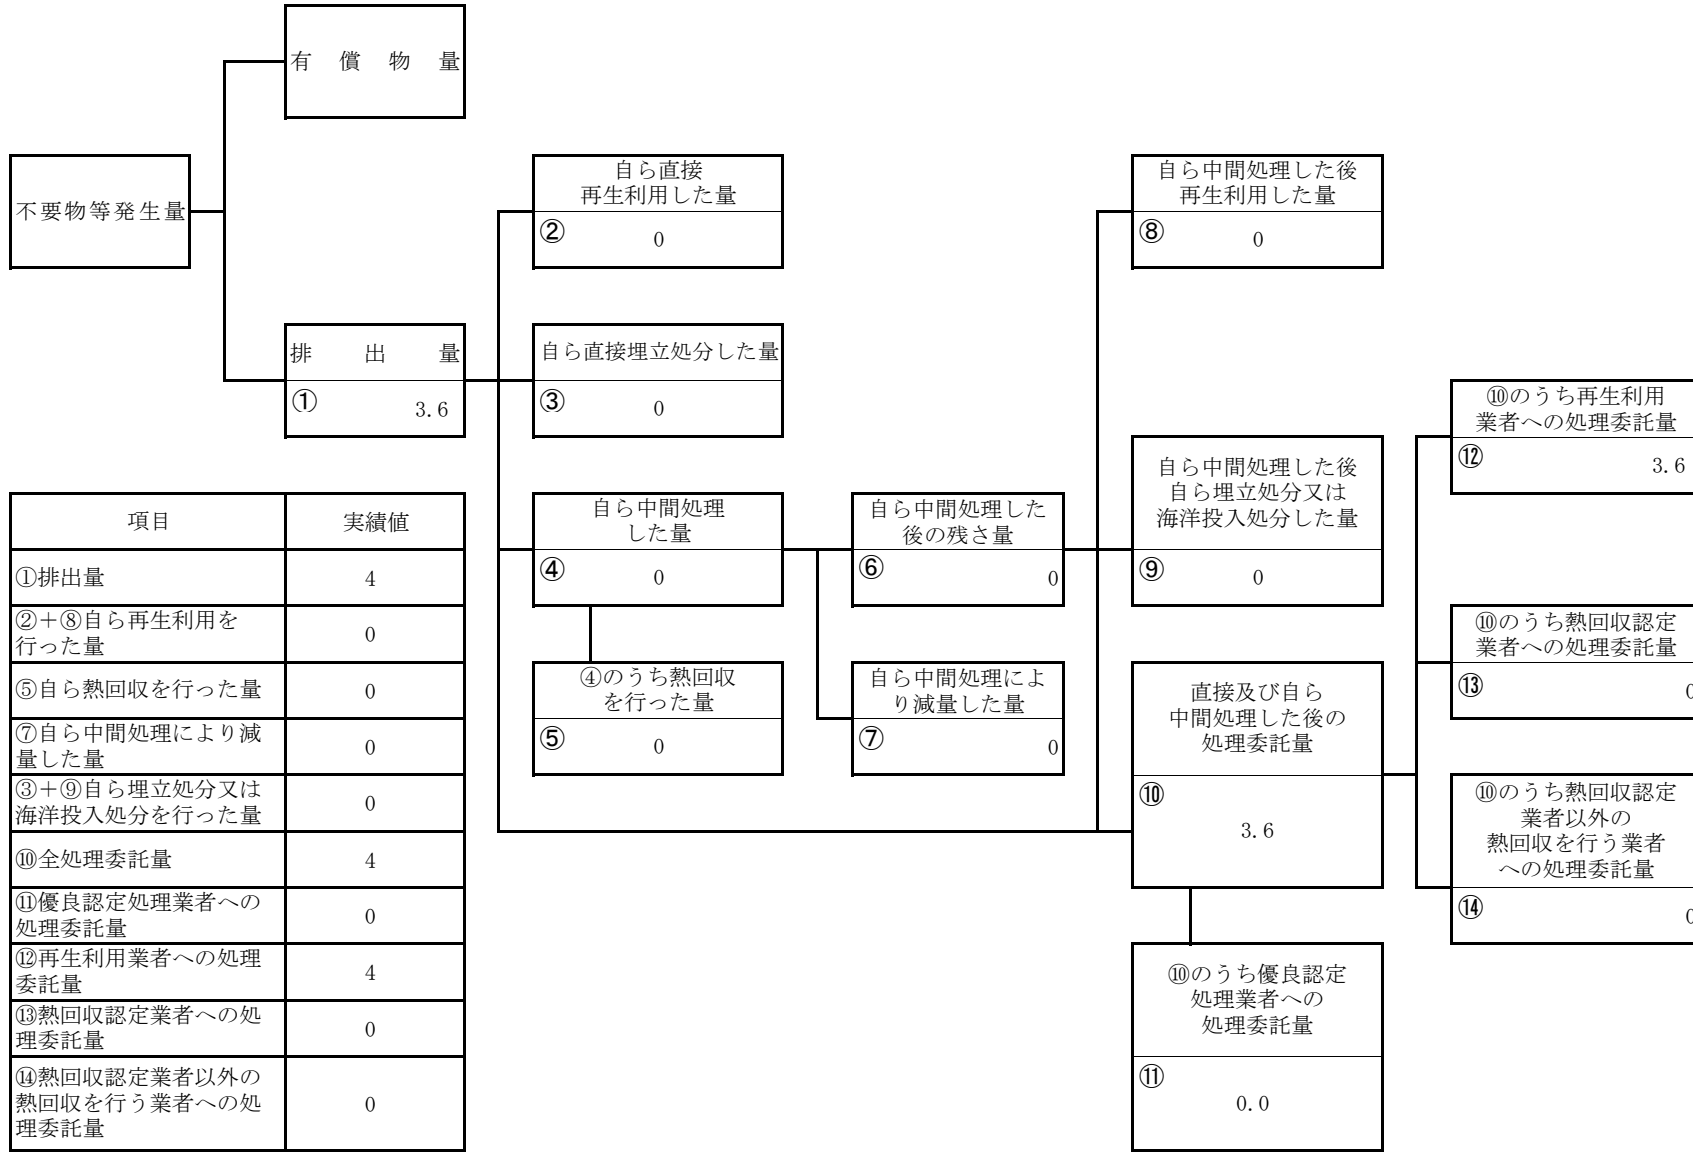 有償物量
不要物等発生量
排出量
① 3.6
自ら直接
再生利用した量
② 0
自ら直接埋立処分した量
③ 0
自ら中間処理
した量
④ 0
④のうち熱回収
を行った量
⑤ 0
自ら中間処理した
後の残さ量
⑥ 0
自ら中間処理によ
り減量した量
⑦ 0
自ら中間処理した後
再生利用した量
⑧ 0
自ら中間処理した後
自ら埋立処分又は
海洋投入処分した量
⑨ 0
直接及び自ら
中間処理した後の
処理委託量
⑩
3.6
⑩のうち優良認定
処理業者への
処理委託量
⑪
0.0
⑩のうち再生利用
業者への処理委託量
⑫ 3.6
⑩のうち熱回収認定
業者への処理委託量
⑬ 0
⑩のうち熱回収認定
業者以外の
熱回収を行う業者
への処理委託量
⑭ 0
項目 実績値
①排出量 4
②＋⑧自ら再生利用を
行った量 0
⑤自ら熱回収を行った量 0
⑦自ら中間処理により減
量した量 0
③＋⑨自ら埋立処分又は
海洋投入処分を行った量 0
⑩全処理委託量 4
⑪優良認定処理業者への
処理委託量 0
⑫再生利用業者への処理
委託量 4
⑬熱回収認定業者への処
理委託量 0
⑭熱回収認定業者以外の
熱回収を行う業者への処
理委託量 0